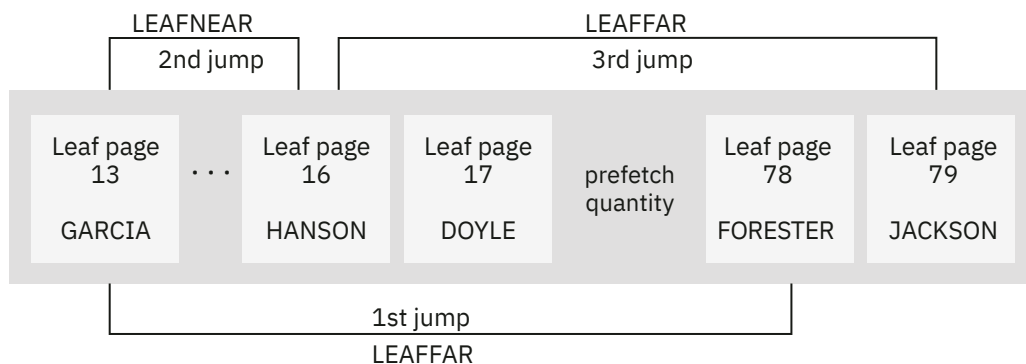 LEAFNEAR
2nd jump
LEAFFAR
3rd jump
Leaf page
13
GARCIA
. . .
Leaf page
16
HANSON
Leaf page
17
DOYLE
prefetch
quantity
Leaf page
78
FORESTER
Leaf page
79
JACKSON
1st jump
LEAFFAR